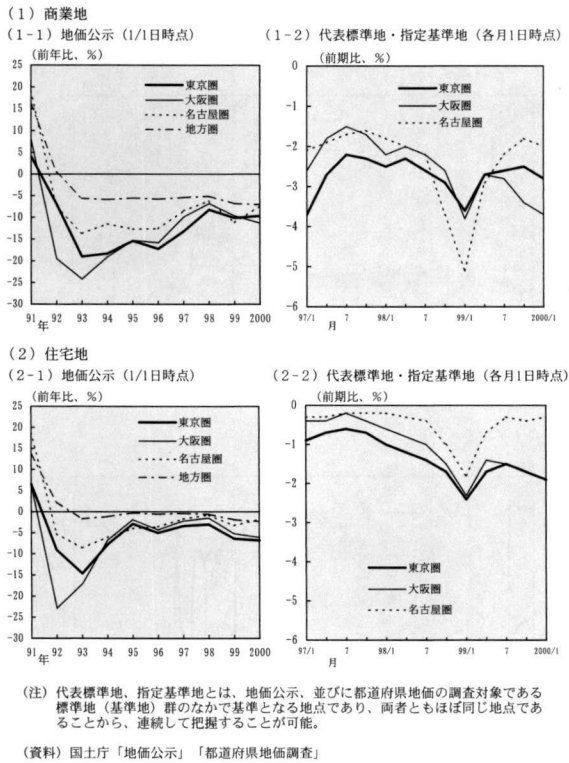 (1) 商業地
(1-1) 地価公示 (1/1日時点)
(前年比、%)
25
20
15
10
5
0
-5
-10
-15
-20
-25
-30
東京圏
大阪圏
名古屋圏
地方圏
91 92 93 94 95 96 97 98 99 2000
年
(1-2) 代表標準地・指定基準地 (各月1日時点)
(前期比、%)
0
-1
-2
-3
-4
-5
-6
東京圏
大阪圏
名古屋圏
97/1 7 98/1 7 99/1 7 2000/1
月
(2) 住宅地
(2-1) 地価公示 (1/1日時点)
(前年比、%)
25
20
15
10
5
0
-5
-10
-15
-20
-25
-30
東京圏
大阪圏
名古屋圏
地方圏
91 92 93 94 95 96 97 98 99 2000
年
(2-2) 代表標準地・指定基準地 (各月1日時点)
(前期比、%)
0
-1
-2
-3
-4
-5
-6
東京圏
大阪圏
名古屋圏
97/1 7 98/1 7 99/1 7 2000/1
月
(注) 代表標準地、指定基準地とは、地価公示、並びに都道府県地価の調査対象である
標準地(基準地)群のなかで基準となる地点であり、両者ともほぼ同じ地点であ
ることから、連続して把握することが可能。
(資料) 国土庁「地価公示」「都道府県地価調査」